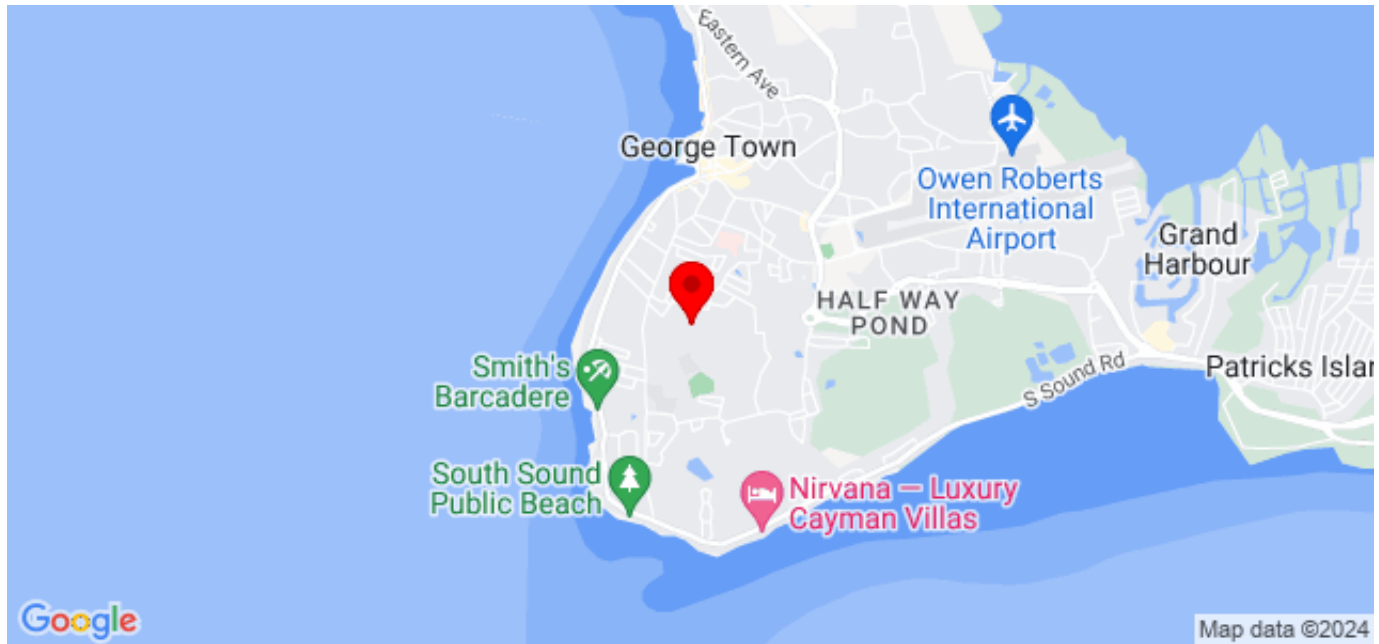 Eastern Ave
George Town
Owen Roberts
International
Airport
Grand
Harbour
HALF WAY
POND
Smith's
Barcadere
S Sound Rd
Patricks Islar
South Sound
Public Beach
Nirvana — Luxury
Cayman Villas
Google
Map data ©2024